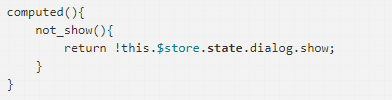 computed(){
    not_show(){
        return !this.$store.state.dialog.show;
    }
}